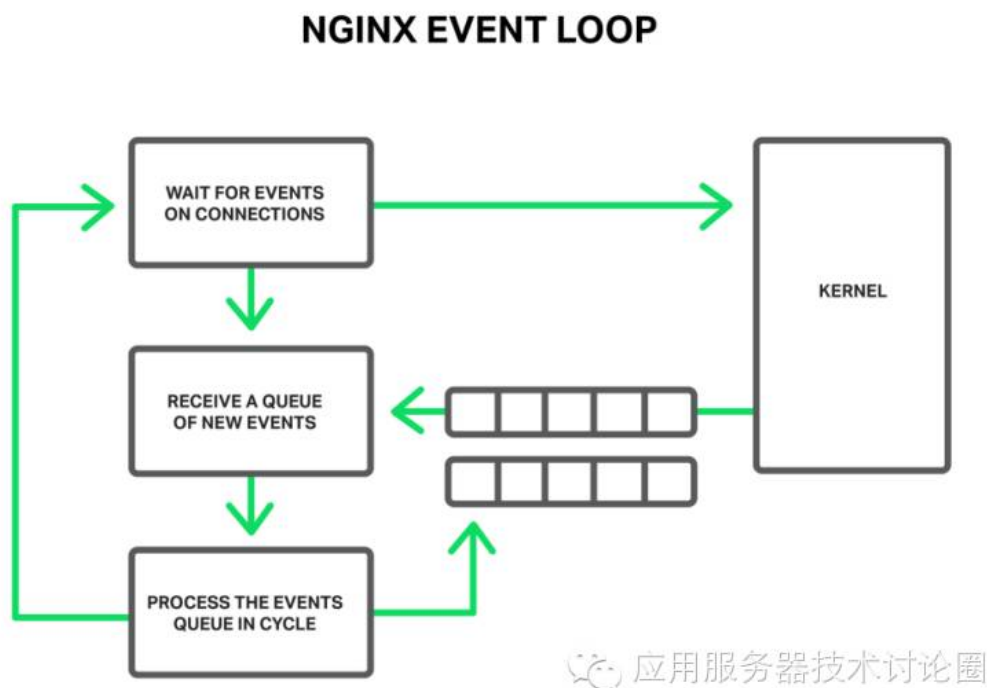 NGINX EVENT LOOP
WAIT FOR EVENTS
ON CONNECTIONS
KERNEL
RECEIVE A QUEUE
OF NEW EVENTS
PROCESS THE EVENTS
QUEUE IN CYCLE
应用服务器技术讨论圈